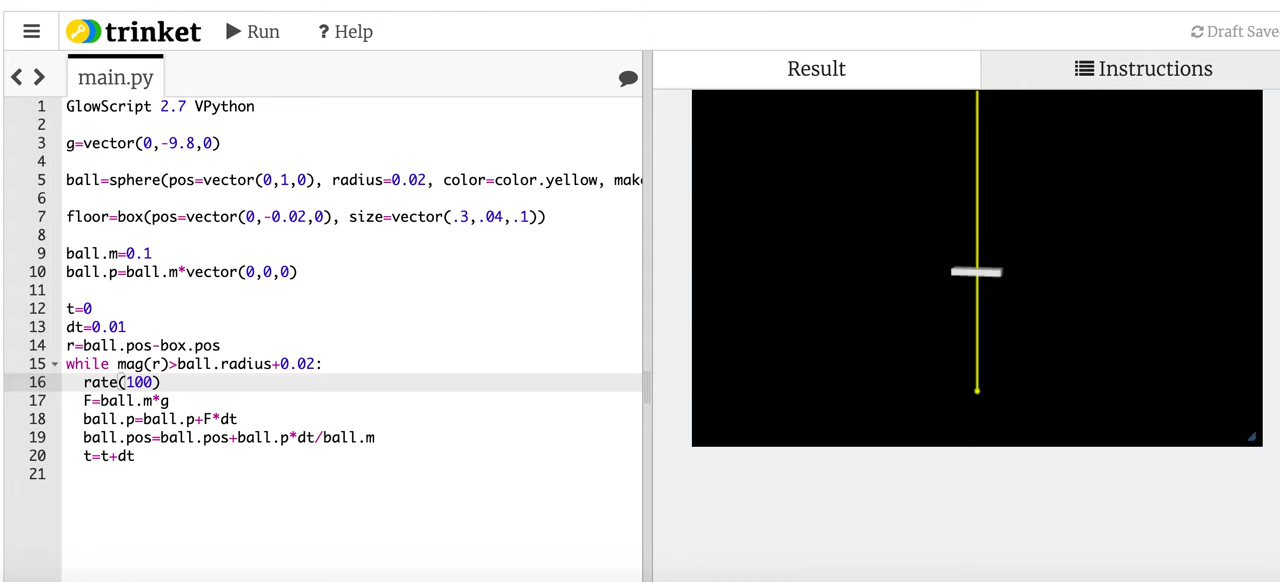 trinket
Run
? Help
Draft Save
main.py
Result
Instructions
1 GlowScript 2.7 VPython
2
3 g=vector(0,-9.8,0)
4
5 ball=sphere(pos=vector(0,1,0), radius=0.02, color=color.yellow, mak
6
7 floor=box(pos=vector(0,-0.02,0), size=vector(.3,.04,.1))
8
9 ball.m=0.1
10 ball.p=ball.m*vector(0,0,0)
11
12 t=0
13 dt=0.01
14 r=ball.pos-box.pos
15 while mag(r)>ball.radius+0.02:
16 rate(100)
17 F=ball.m*g
18 ball.p=ball.p+F*dt
19 ball.pos=ball.pos+ball.p*dt/ball.m
20 t=t+dt
21